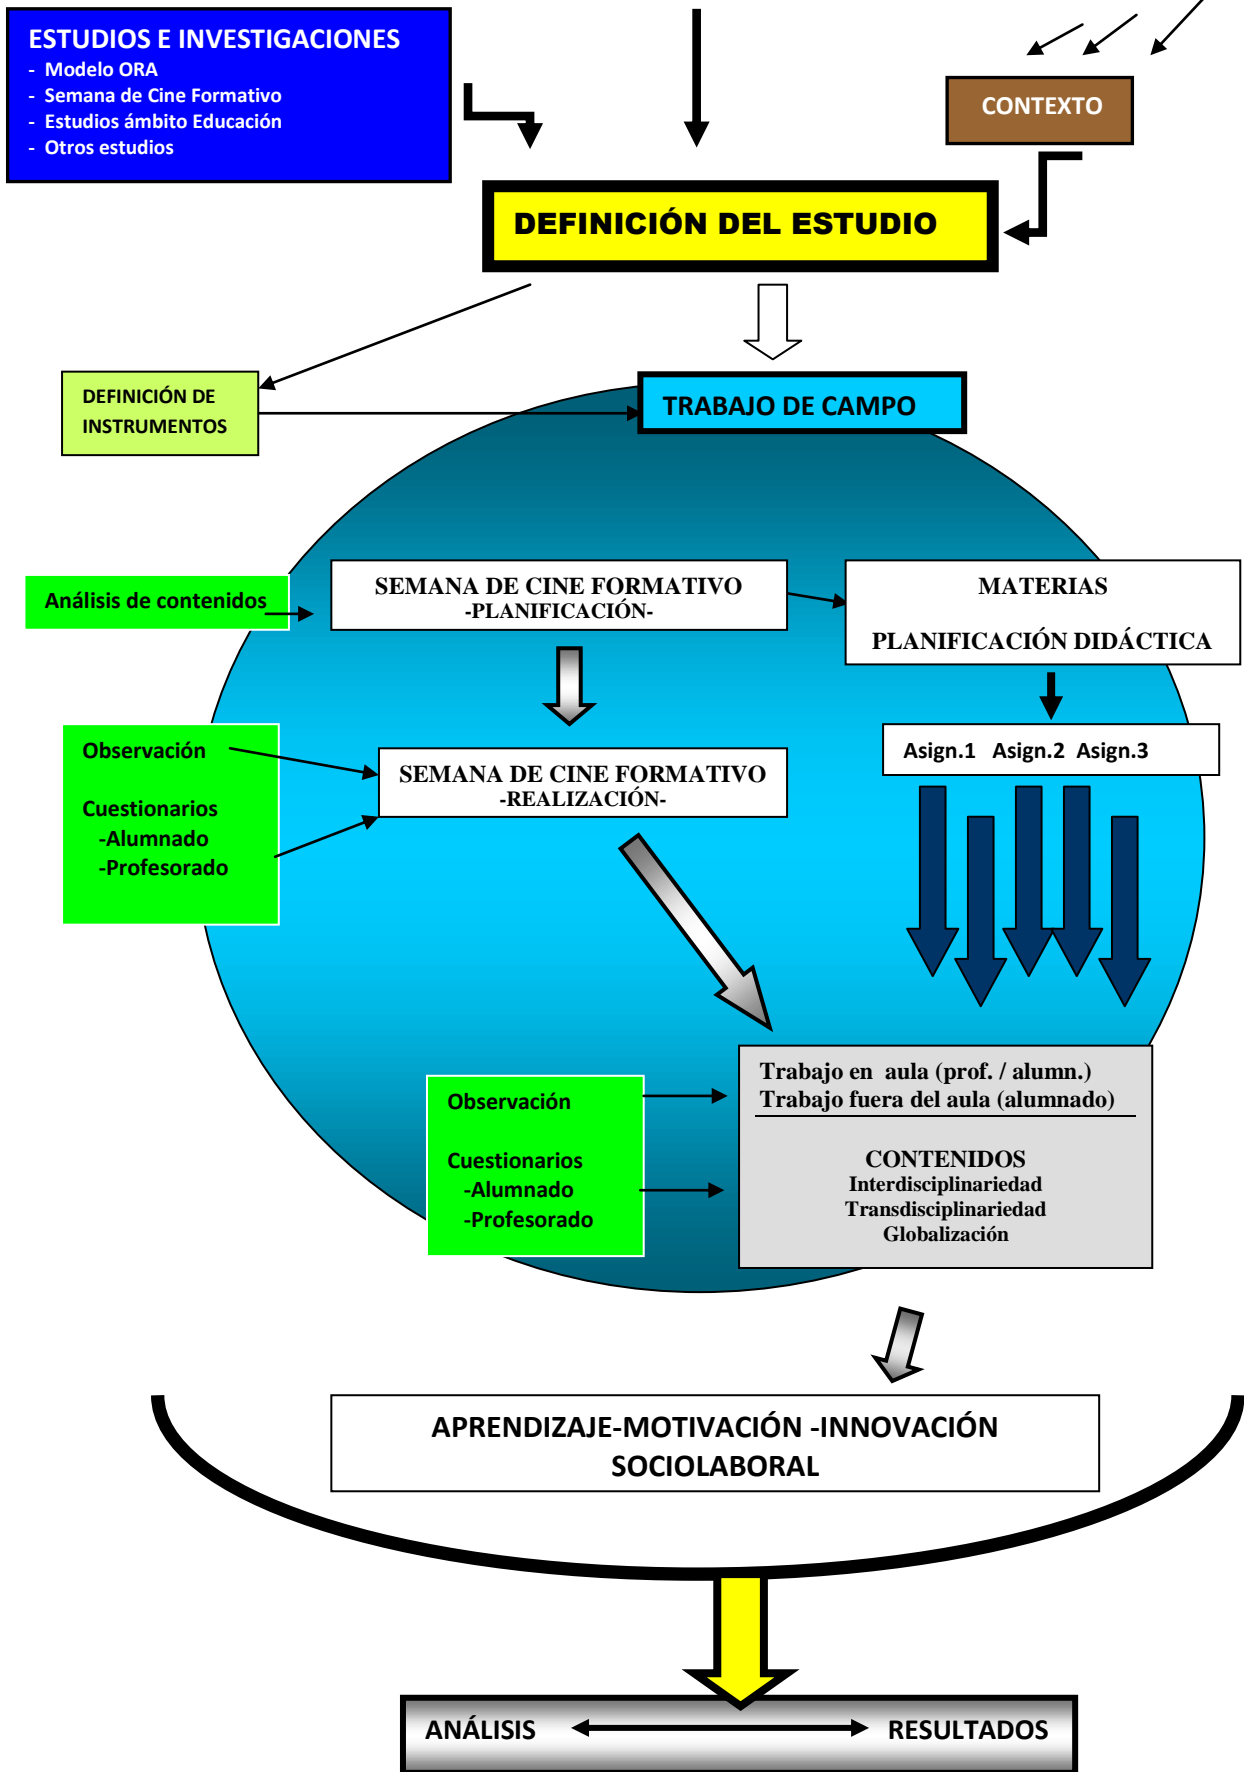 ESTUDIOS E INVESTIGACIONES
- Modelo ORA
- Semana de Cine Formativo
- Estudios ámbito Educación
- Otros estudios
CONTEXTO
DEFINICIÓN DEL ESTUDIO
DEFINICIÓN DE
INSTRUMENTOS
TRABAJO DE CAMPO
Análisis de contenidos
SEMANA DE CINE FORMATIVO
-PLANIFICACIÓN-
MATERIAS
PLANIFICACIÓN DIDÁCTICA
Observación
Cuestionarios
-Alumnado
-Profesorado
SEMANA DE CINE FORMATIVO
-REALIZACIÓN-
Asign.1 Asign.2 Asign.3
Observación
Cuestionarios
-Alumnado
-Profesorado
Trabajo en aula (prof. / alumn.)
Trabajo fuera del aula (alumnado)
CONTENIDOS
Interdisciplinariedad
Transdisciplinariedad
Globalización
APRENDIZAJE-MOTIVACIÓN -INNOVACIÓN
SOCIOLABORAL
ANÁLISIS RESULTADOS